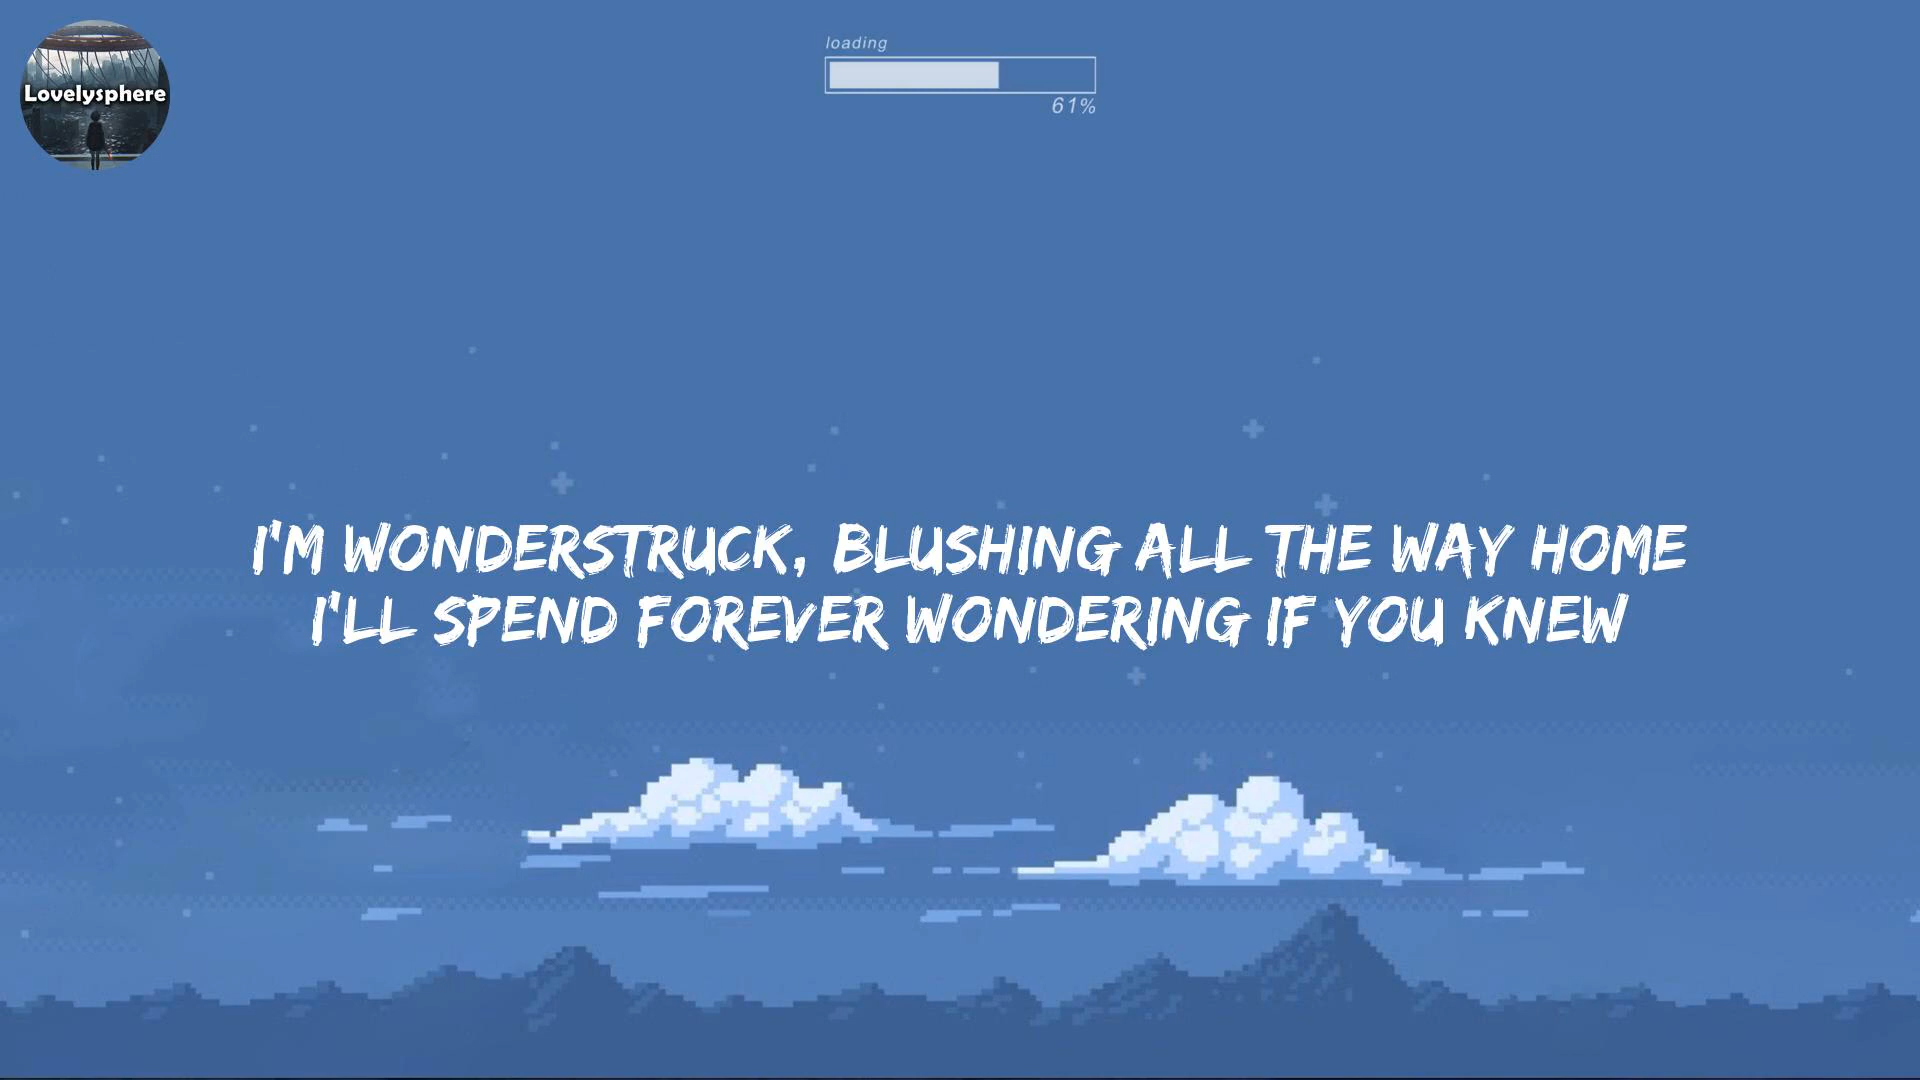 Lovelysphere
loading
61%
I'M WONDERSTRUCK, BLUSHING ALL THE WAY HOME
I'LL SPEND FOREVER WONDERING IF YOU KNEW